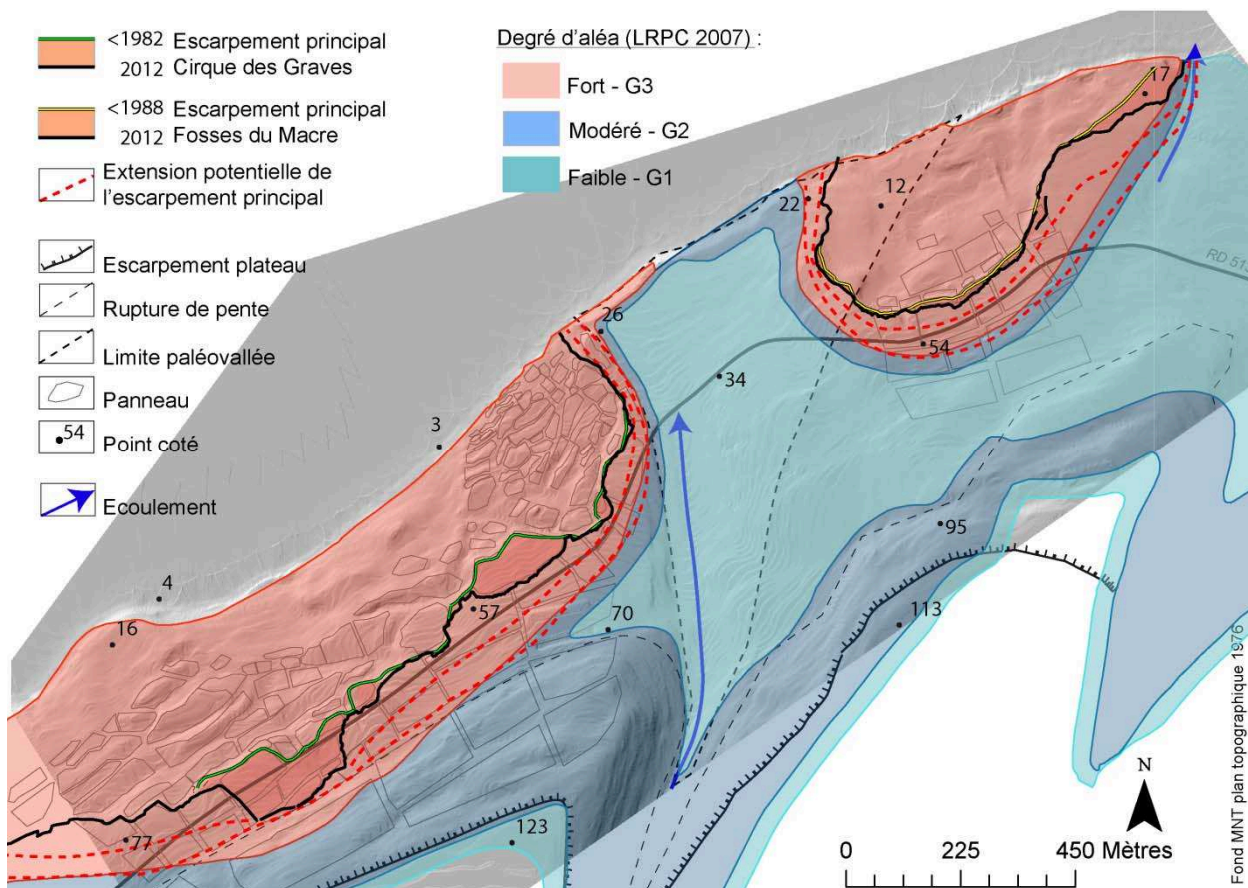 <1982 Escarpement principal
2012 Cirque des Graves
<1988 Escarpement principal
2012 Fosses du Macre
Extension potentielle de
l'escarpement principal
Escarpement plateau
Rupture de pente
Limite paléovallée
Panneau
54 Point coté
Ecoulement
Degré d'aléa (LRPC 2007) :
Fort - G3
Modéré - G2
Faible - G1
17
12
22
RD 51
54
26
34
3
95
4
57
70
113
16
77
123
N
0 225 450 Mètres
Fond MNT plan topographique 1976